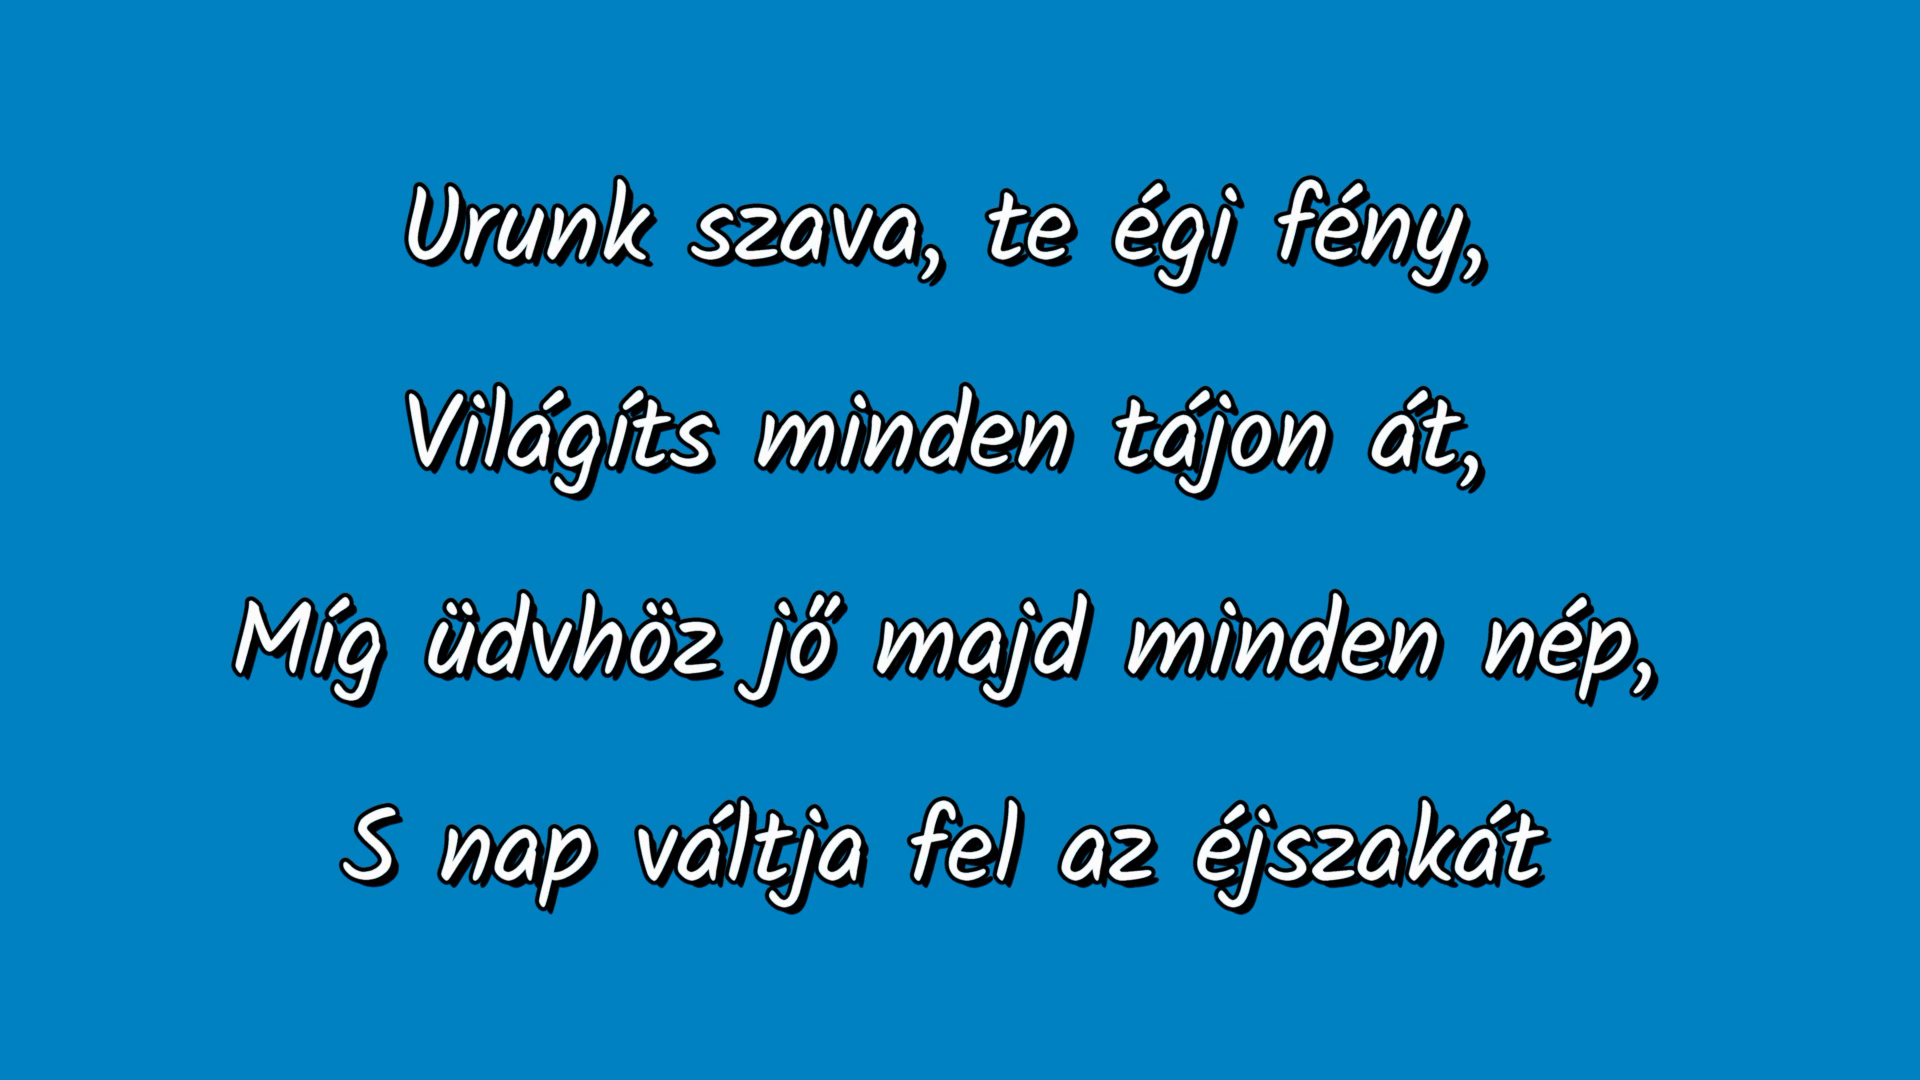 Urunk szava, te égi fény,
Világíts minden tájon át,
Míg üdvhöz jő majd minden nép,
S nap váltja fel az éjszakát